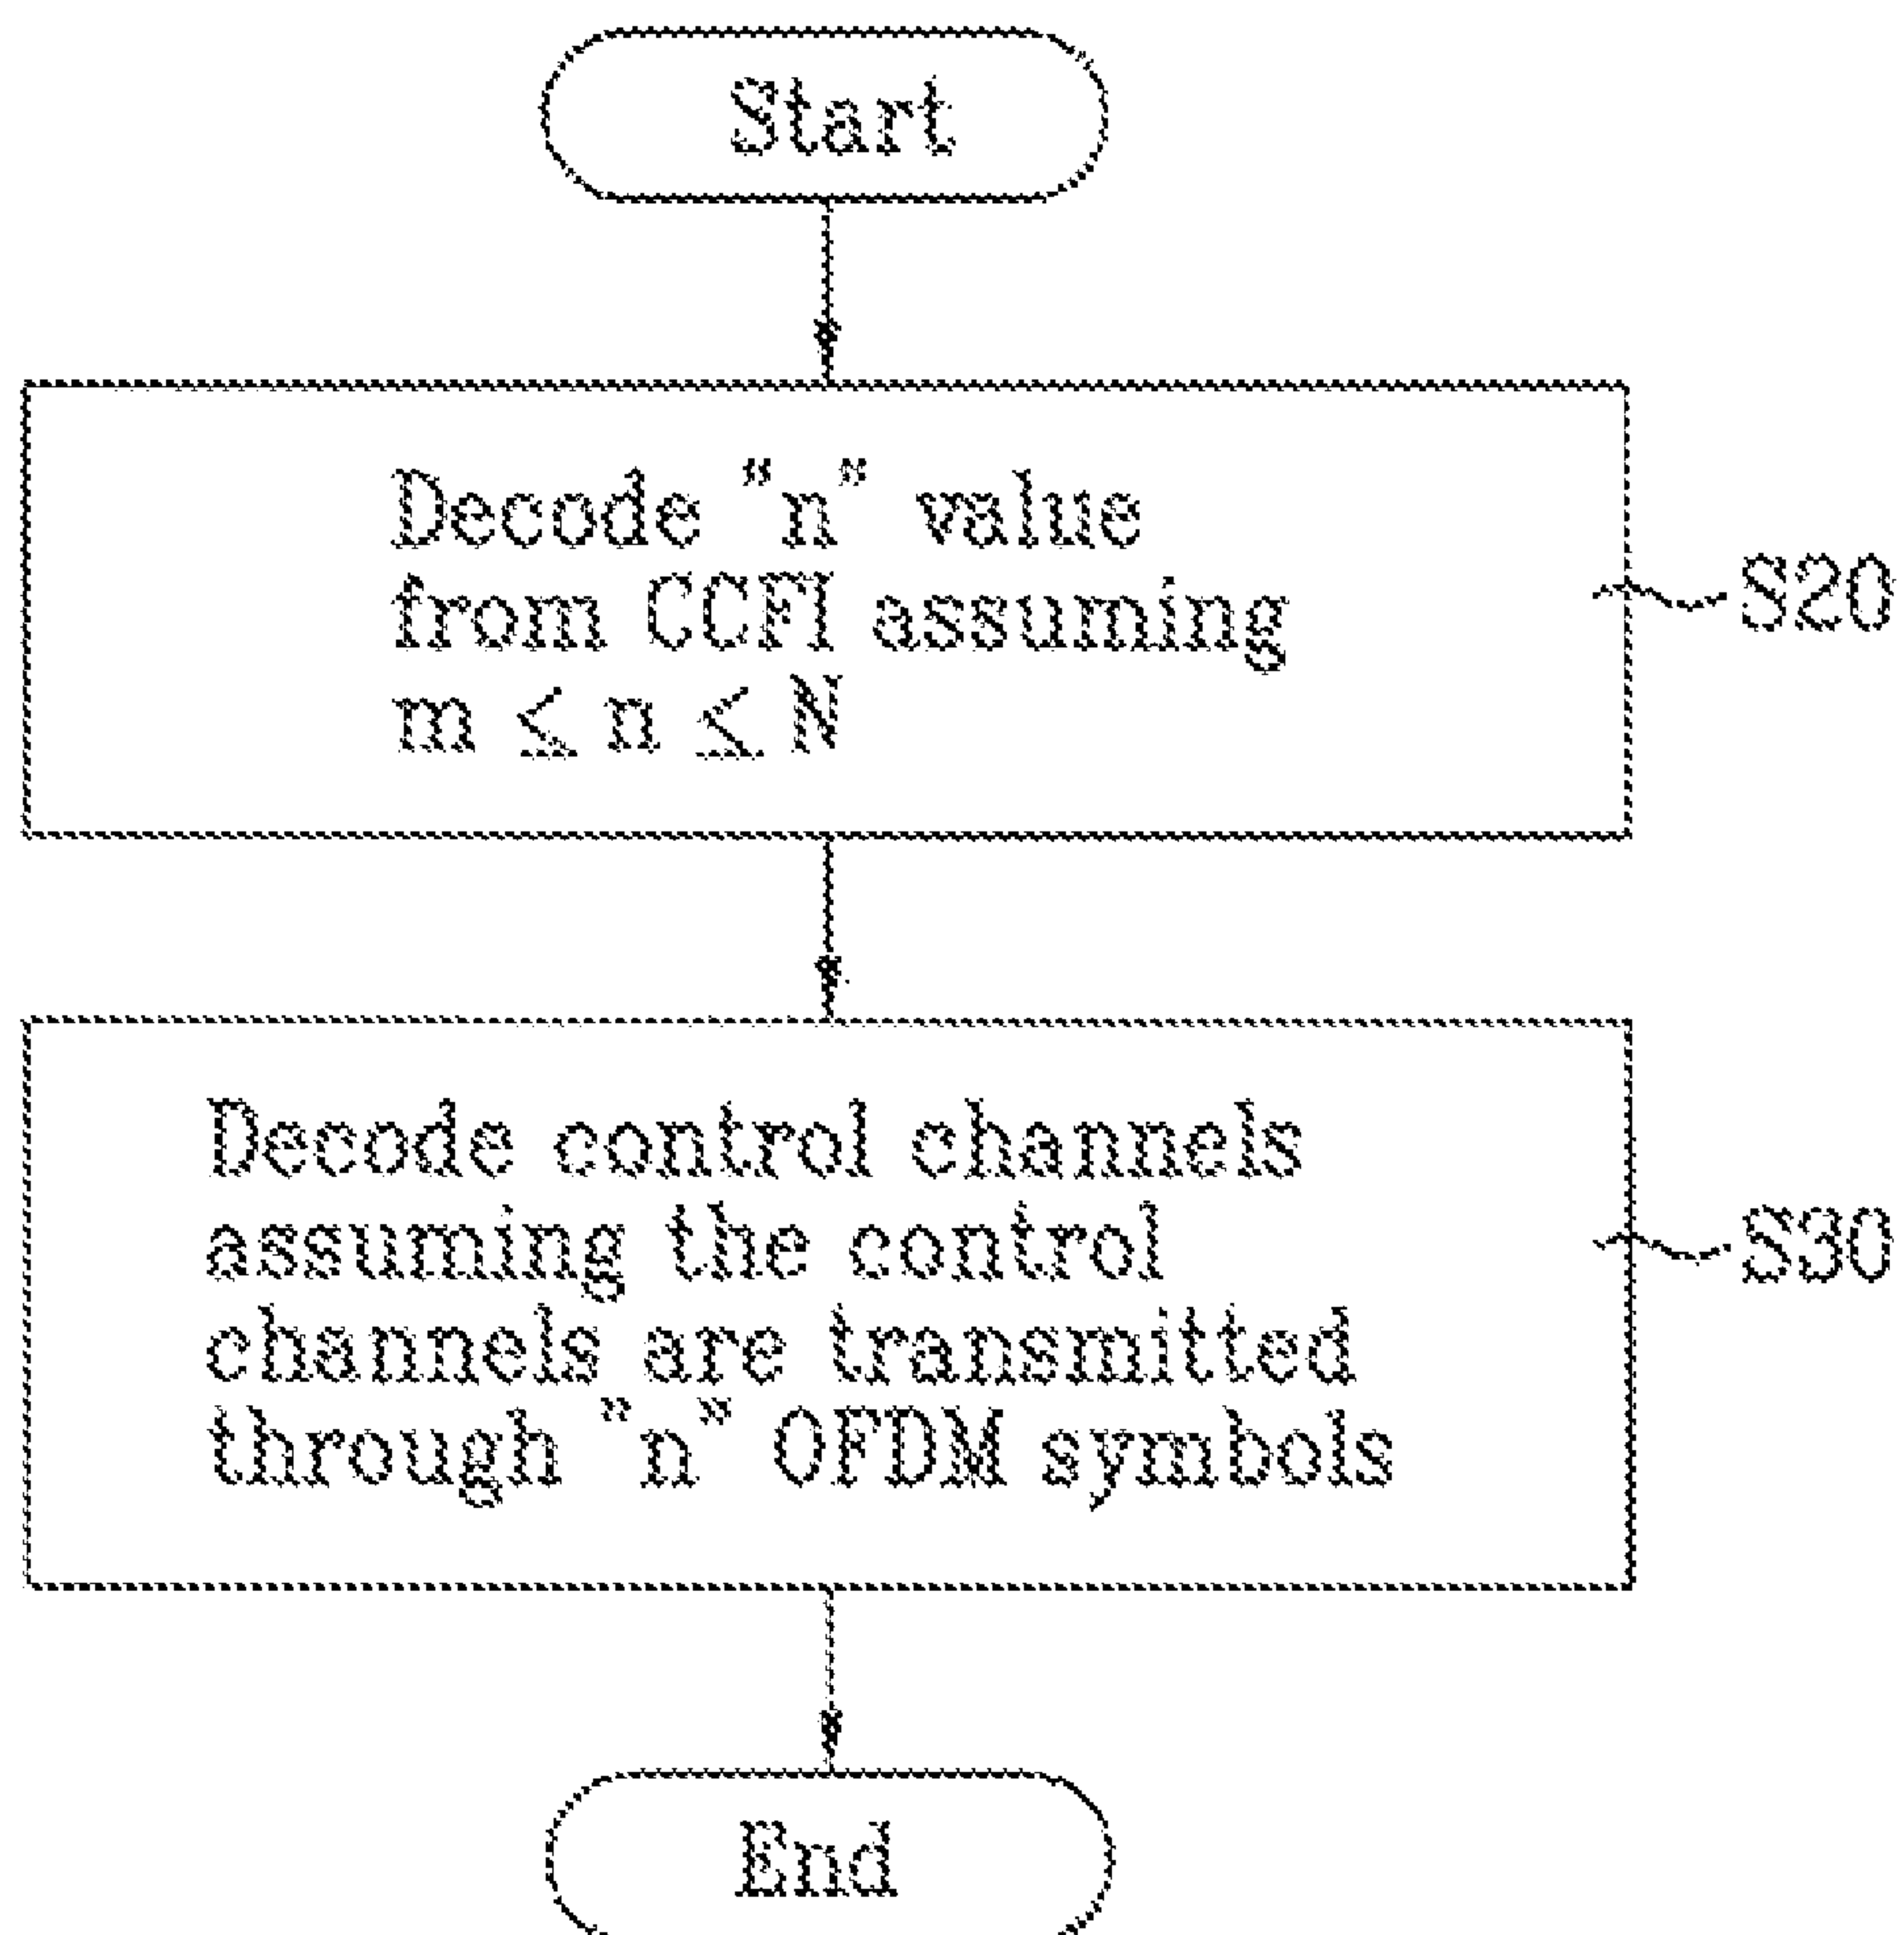 Start
Decode "n" value
from CCFI assuming
m ≤ n ≤ N
S20
Decode control channels
assuming the control
channels are transmitted
through "n" OFDM symbols
S30
End